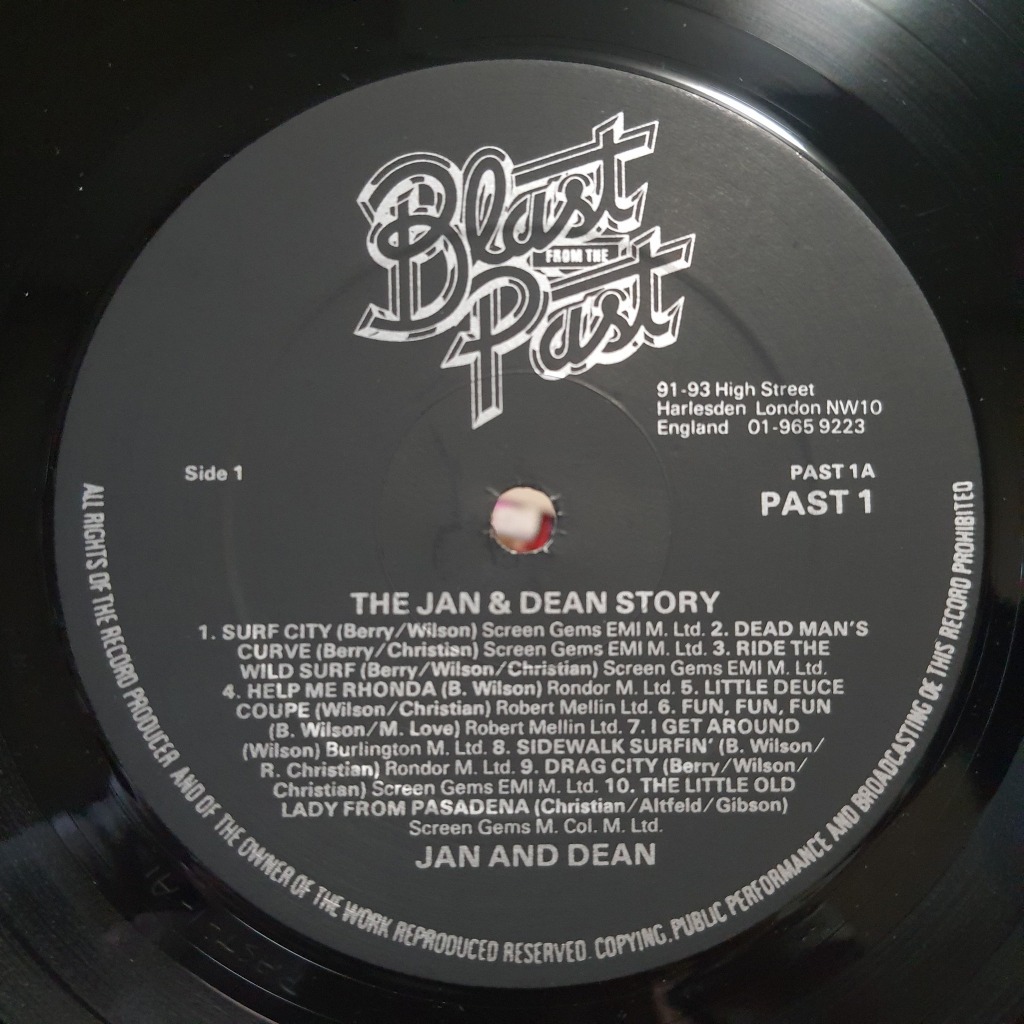 Blast
FROM THE
Past
91-93 High Street
Harlesden London NW10
England 01-965 9223
Side 1
PAST 1A
PAST 1
THE JAN & DEAN STORY
1. SURF CITY (Berry/Wilson) Screen Gems EMI M. Ltd. 2. DEAD MAN'S
CURVE (Berry/Christian) Screen Gems EMI M. Ltd. 3. RIDE THE
WILD SURF (Berry/Wilson/Christian) Screen Gems EMI M. Ltd.
4. HELP ME RHONDA (B. Wilson) Rondor M. Ltd. 5. LITTLE DEUCE
COUPE (Wilson/Christian) Robert Mellin Ltd. 6. FUN, FUN, FUN
(B. Wilson/M. Love) Robert Mellin Ltd. 7. I GET AROUND
(Wilson) Burlington M. Ltd. 8. SIDEWALK SURFIN' (B. Wilson/
R. Christian) Rondor M. Ltd. 9. DRAG CITY (Berry/Wilson/
Christian) Screen Gems EMI M. Ltd. 10. THE LITTLE OLD
LADY FROM PASADENA (Christian/Altfeld/Gibson)
Screen Gems M. Col. M. Ltd.
JAN AND DEAN
ALL RIGHTS OF THE RECORD PRODUCER AND OF THE OWNER OF THE WORK REPRODUCED RESERVED. COPYING, PUBLIC PERFORMANCE AND BROADCASTING OE THIS RECORD PROHIBITED